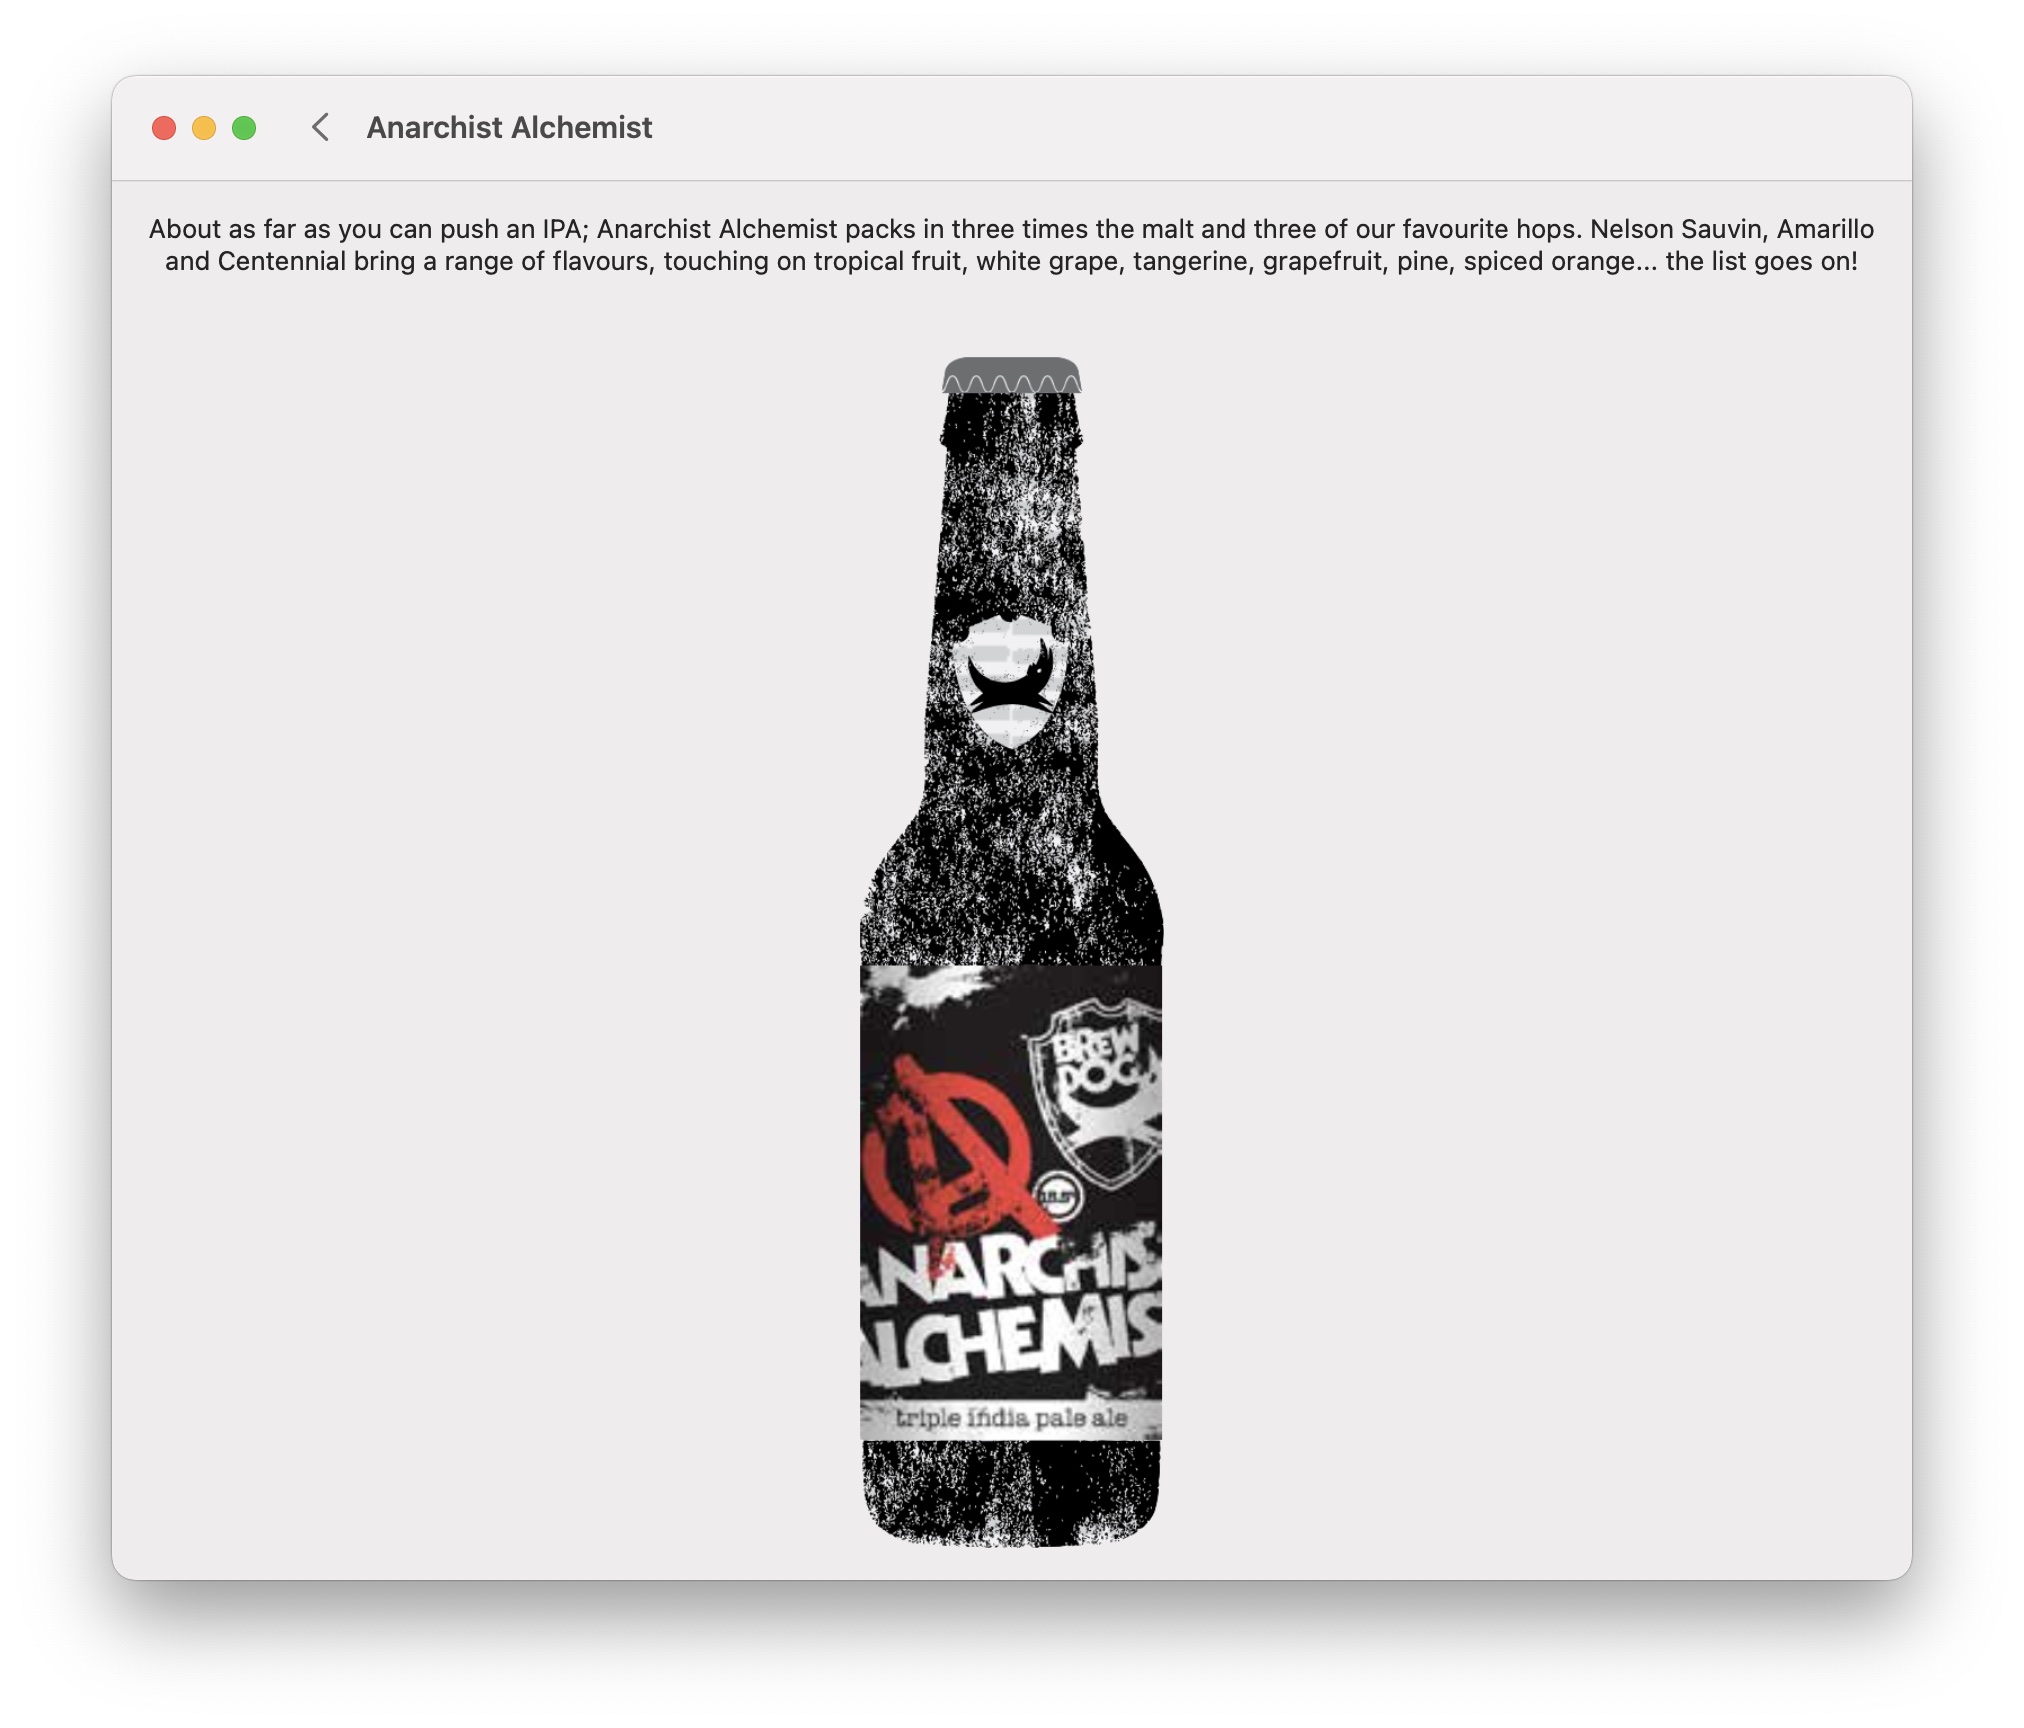 Anarchist Alchemist
About as far as you can push an IPA; Anarchist Alchemist packs in three times the malt and three of our favourite hops. Nelson Sauvin, Amarillo
and Centennial bring a range of flavours, touching on tropical fruit, white grape, tangerine, grapefruit, pine, spiced orange... the list goes on!
BREW
DOG
ANARCHIS
ALCHEMIS
triple india pale ale